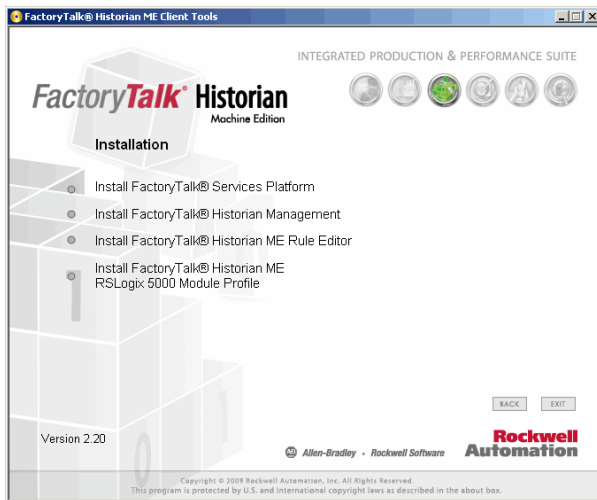 FactoryTalk® Historian ME Client Tools
INTEGRATED PRODUCTION & PERFORMANCE SUITE
FactoryTalk® Historian
Machine Edition
Installation
Install FactoryTalk® Services Platform
Install FactoryTalk® Historian Management
Install FactoryTalk® Historian ME Rule Editor
Install FactoryTalk® Historian ME
RSLogix 5000 Module Profile
BACK EXIT
Version 2.20
AB Allen-Bradley • Rockwell Software
Rockwell
Automation
Copyright © 2009 Rockwell Automation, Inc. All Rights Reserved.
This program is protected by U.S. and international copyright laws as described in the about box.